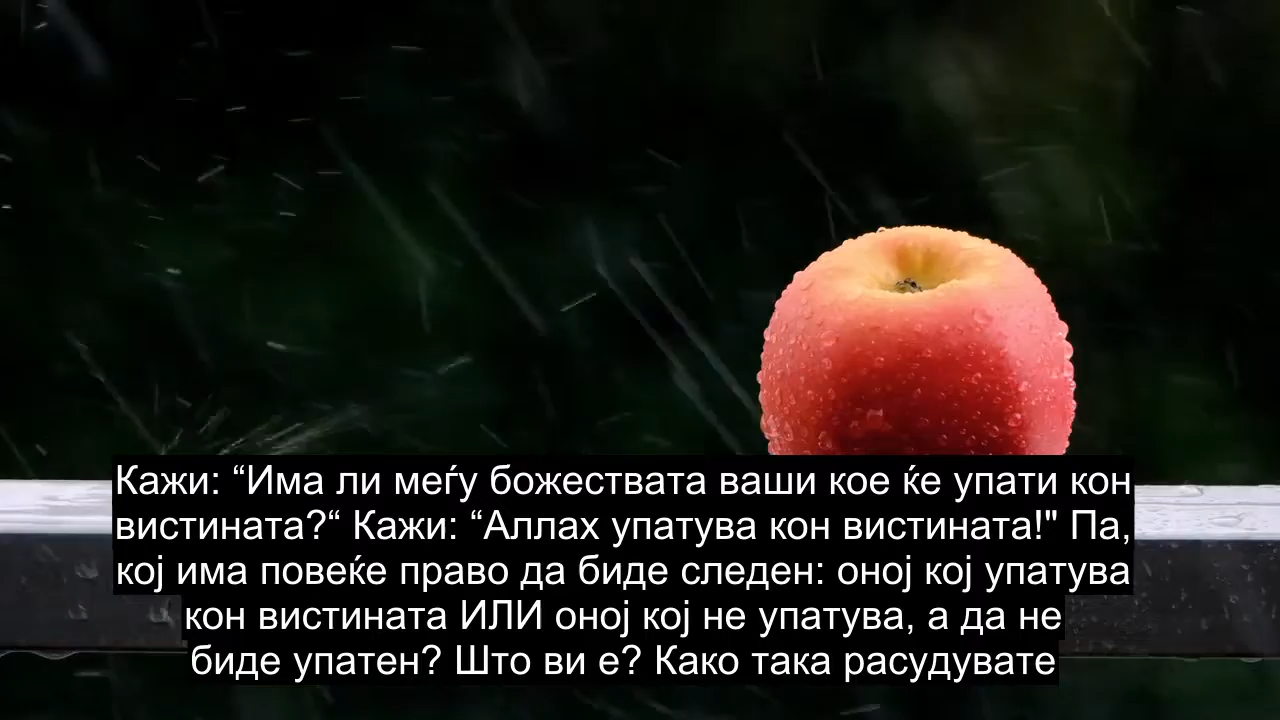 Кажи: “Има ли меѓу божествата ваши кое ќе упати кон
вистината?“ Кажи: “Аллах упатува кон вистината!" Па,
кој има повеќе право да биде следен: оној кој упатува
кон вистината ИЛИ оној кој не упатува, а да не
биде упатен? Што ви е? Како така расудувате